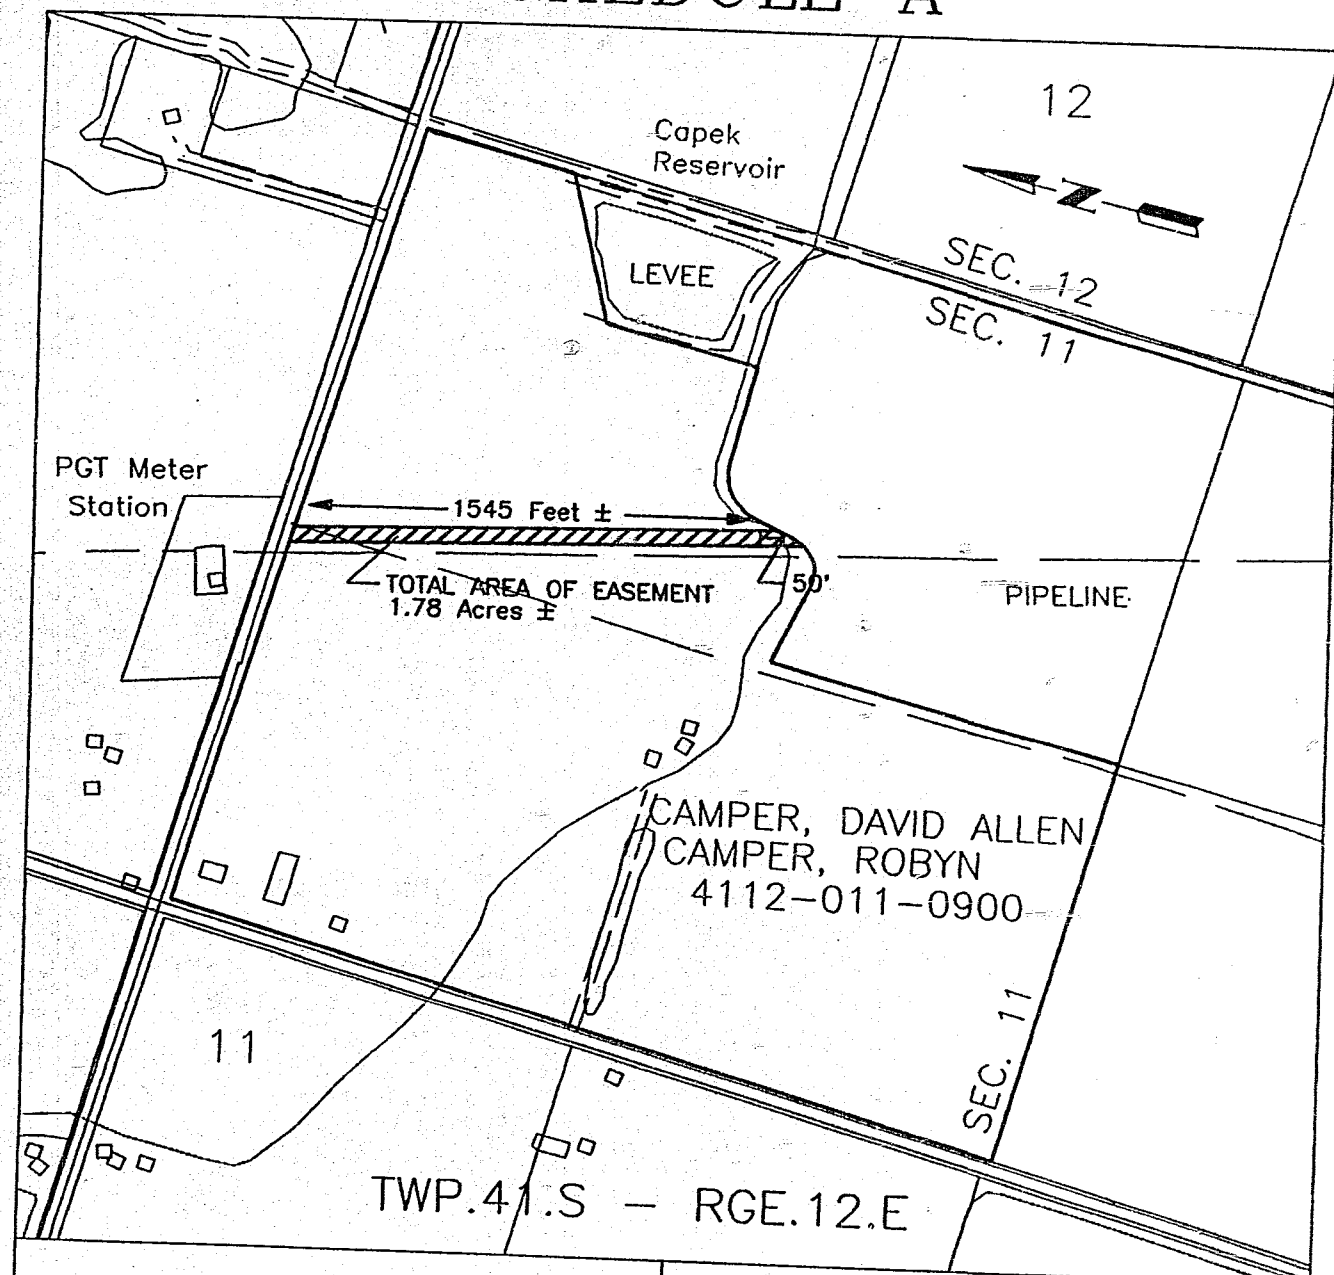 12
Capek
Reservoir
N
SEC. 12
SEC. 11
LEVEE
PGT Meter
Station
1545 Feet ±
TOTAL AREA OF EASEMENT
1.78 Acres ±
50'
PIPELINE
CAMPER, DAVID ALLEN
CAMPER, ROBYN
4112-011-0900
11
SEC. 11
TWP.41.S - RGE.12.E